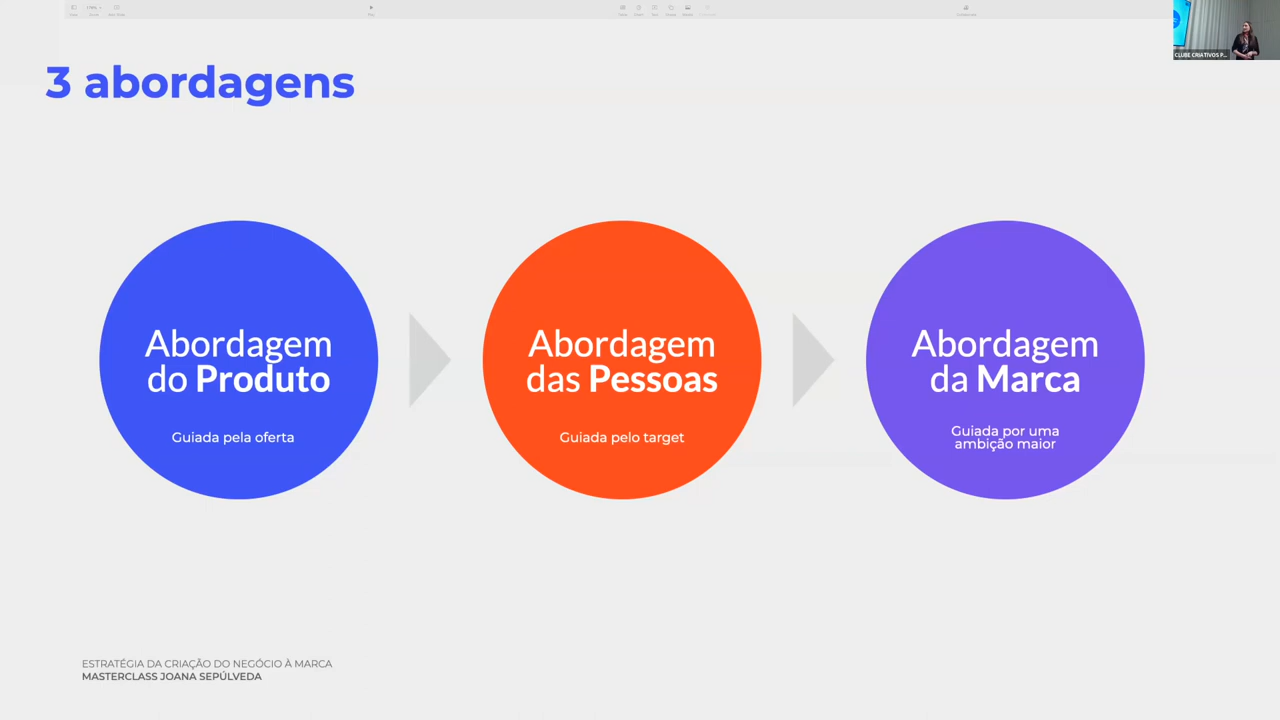 CLUBE CRIATIVOS P...
3 abordagens
Abordagem
do Produto
Guiada pela oferta
Abordagem
das Pessoas
Guiada pelo target
Abordagem
da Marca
Guiada por uma
ambição maior
ESTRATÉGIA DA CRIAÇÃO DO NEGÓCIO À MARCA
MASTERCLASS JOANA SEPÚLVEDA